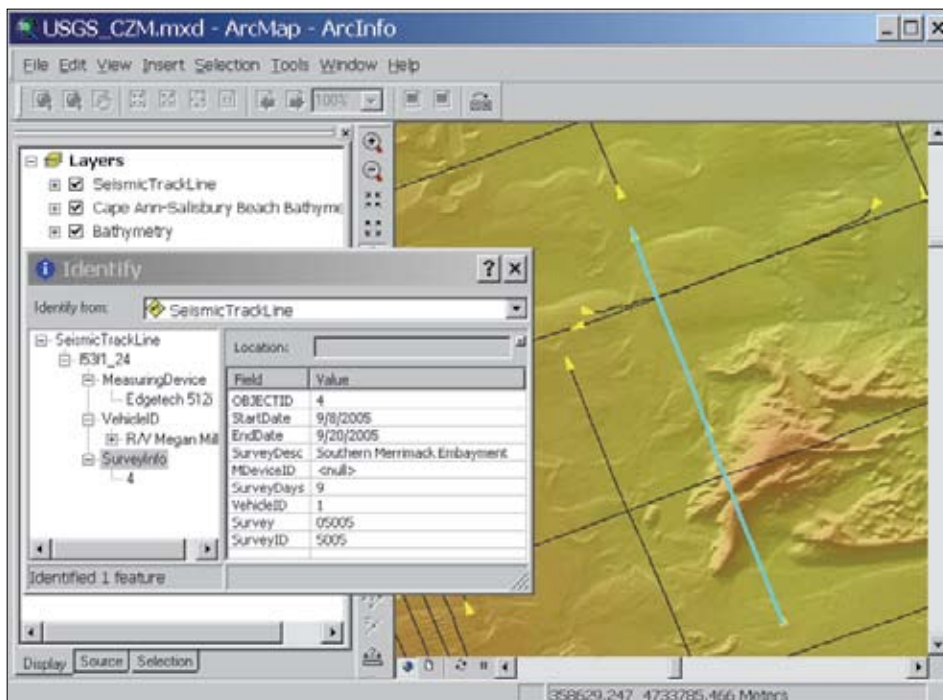 USGS_CZM.mxd - ArcMap - ArcInfo
File Edit View Insert Selection Tools Window Help
100%
Layers
SeismicTrackLine
Cape Ann-Salisbury Beach Bathyme
Bathymetry
Identify
Identify from: SeismicTrackLine
SeismicTrackLine
l53f1_24
MeasuringDevice
Edgetech 512i
VehicleID
R/V Megan Mill
SurveyInfo
4
Location:
Field Value
OBJECTID 4
StartDate 9/8/2005
EndDate 9/20/2005
SurveyDesc Southern Merrimack Embayment
MDeviceID <null>
SurveyDays 9
VehicleID 1
Survey 05005
SurveyID 5005
Identified 1 feature
Display Source Selection
358629.247 4733785.466 Meters